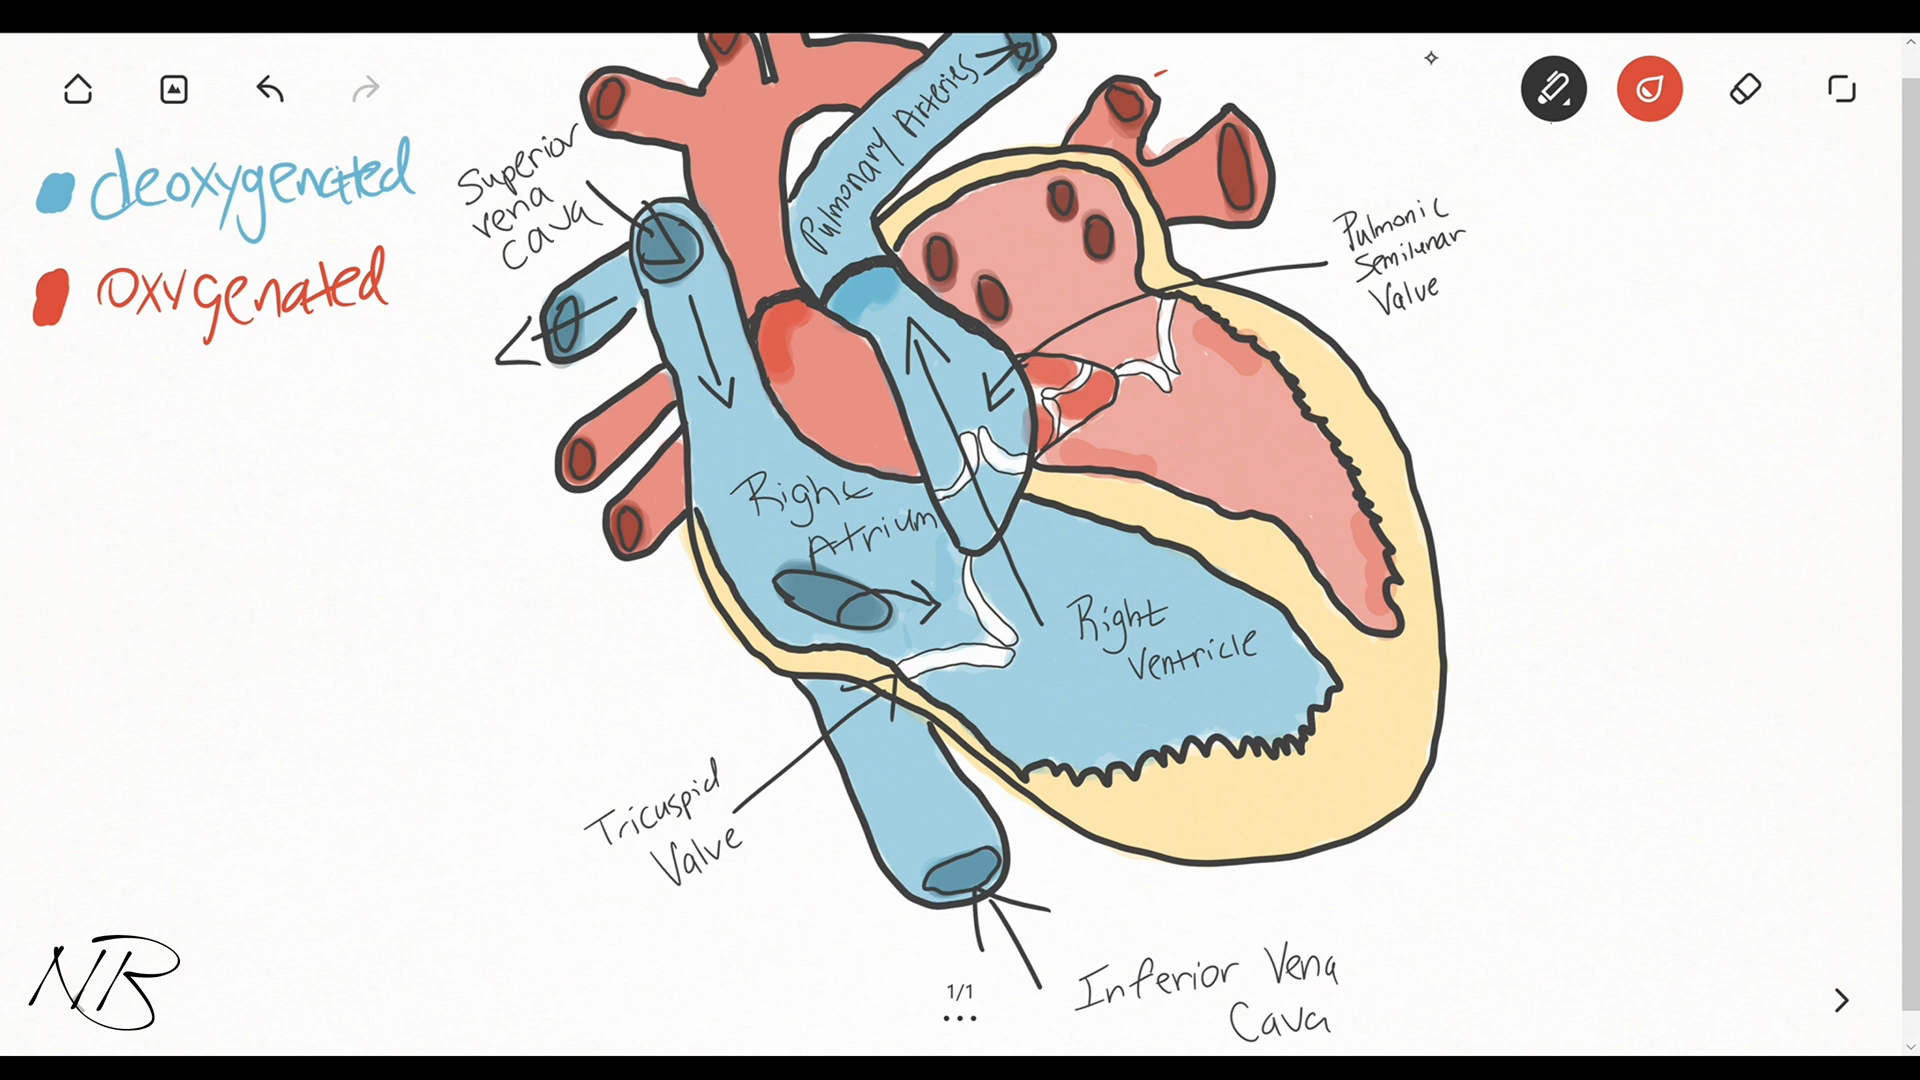 deoxygenated
oxygenated
Superior
vena
Cava
Pulmonary Arteries
Pulmonic
Semilunar
Valve
Right
Atrium
Right
Ventricle
Tricuspid
Valve
Inferior Vena
Cava
1/1
NB